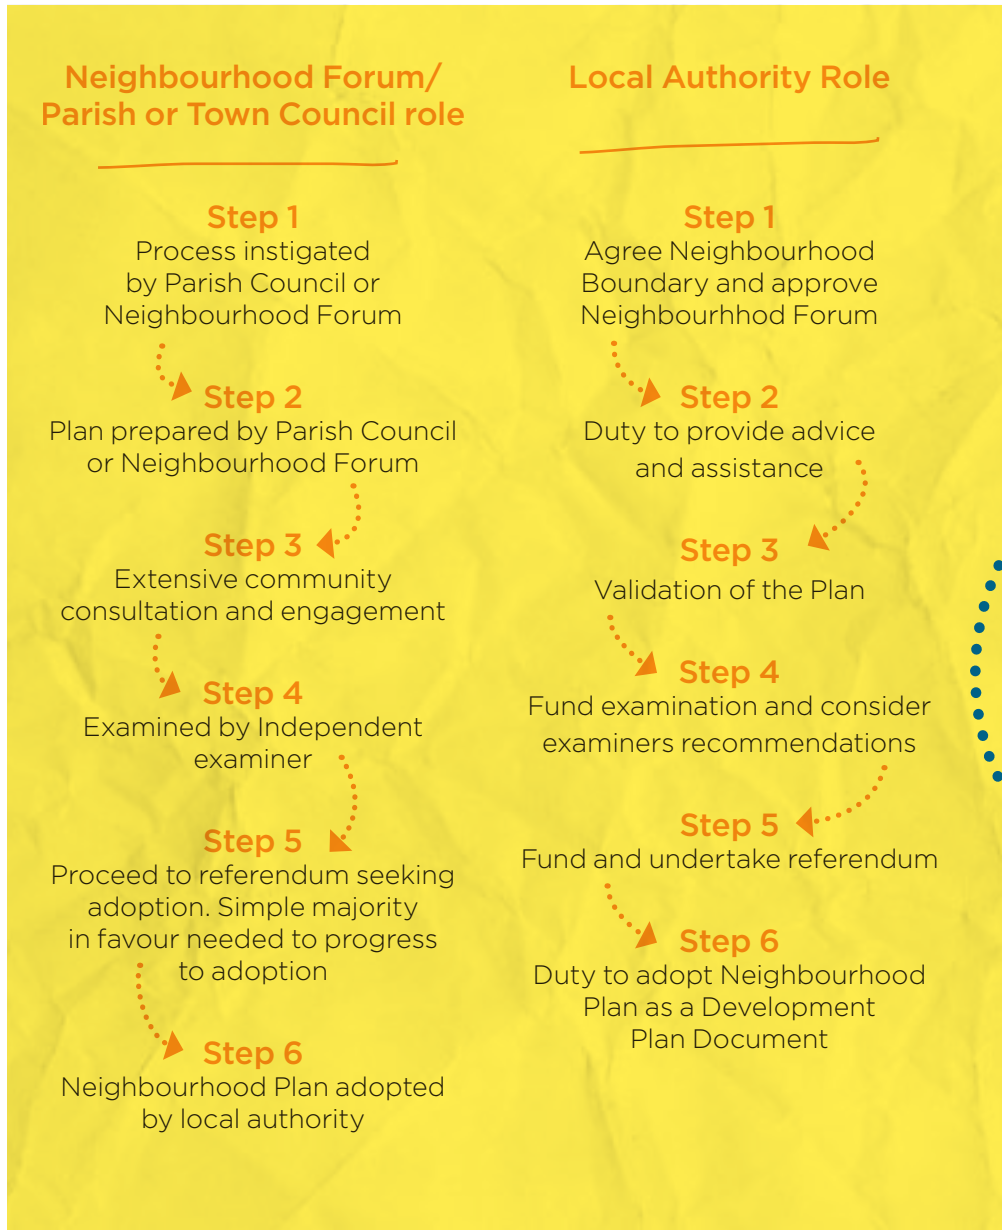 Neighbourhood Forum/
Parish or Town Council role
Step 1
Process instigated
by Parish Council or
Neighbourhood Forum
Step 2
Plan prepared by Parish Council
or Neighbourhood Forum
Step 3
Extensive community
consultation and engagement
Step 4
Examined by Independent
examiner
Step 5
Proceed to referendum seeking
adoption. Simple majority
in favour needed to progress
to adoption
Step 6
Neighbourhood Plan adopted
by local authority
Local Authority Role
Step 1
Agree Neighbourhood
Boundary and approve
Neighbourhhod Forum
Step 2
Duty to provide advice
and assistance
Step 3
Validation of the Plan
Step 4
Fund examination and consider
examiners recommendations
Step 5
Fund and undertake referendum
Step 6
Duty to adopt Neighbourhood
Plan as a Development
Plan Document